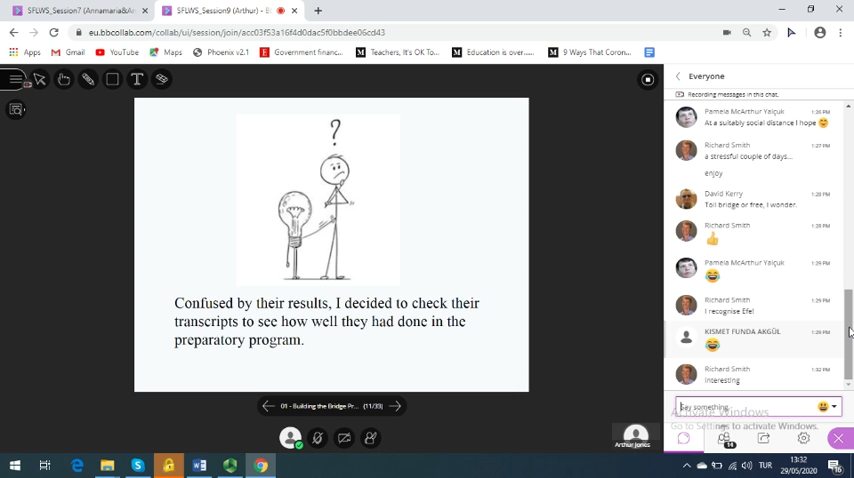 SFLWS_Session7 (Annamaria&An
SFLWS_Session9 (Arthur) - Bl
eu.bbcollab.com/collab/ui/session/join/acc03f53a16f4d0dac5f0bbdee06cd43
Apps
Gmail
YouTube
Maps
Phoenix v2.1
Government financ...
Teachers, It's OK To...
Education is over......
9 Ways That Coron...
Everyone
Recording messages in this chat.
Pamela McArthur Yalçuk 1:25 PM
At a suitably social distance I hope
Richard Smith 1:27 PM
a stressful couple of days...
enjoy
David Kerry 1:28 PM
Toll bridge or free, I wonder.
Richard Smith 1:28 PM
Pamela McArthur Yalçuk 1:29 PM
Richard Smith 1:29 PM
I recognise Efe!
KISMET FUNDA AKGÜL 1:29 PM
Richard Smith 1:32 PM
Interesting
?
Confused by their results, I decided to check their
transcripts to see how well they had done in the
preparatory program.
01 - Building the Bridge Pr... (11/33)
Say something
Activate Windows
Go to Settings to activate Windows.
Arthur Jones
14
TUR
13:32
29/05/2020
16